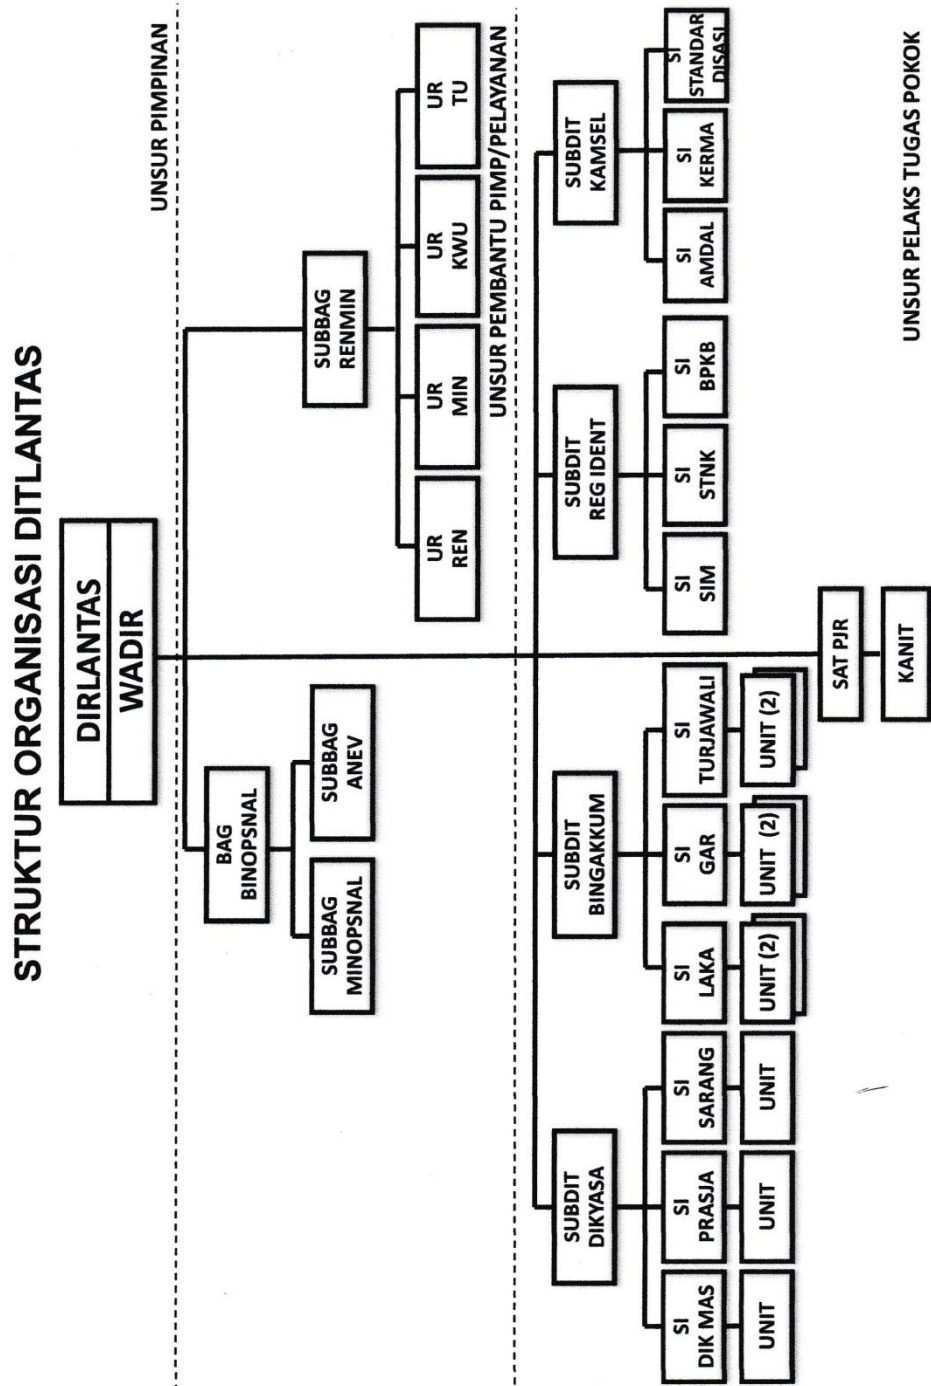 STRUKTUR ORGANISASI DITLANTAS
DIRLANTAS
WADIR
UNSUR PIMPINAN
BAG
BINOPSNAL
SUBBAG
MINOPSNAL
SUBBAG
ANEV
SUBBAG
RENMIN
UR
REN
UR
MIN
UR
KWU
UR
TU
UNSUR PEMBANTU PIMP/PELAYANAN
SUBDIT
DIKYASA
SUBDIT
BINGAKKUM
SUBDIT
REG IDENT
SUBDIT
KAMSEL
SI
DIK MAS
SI
PRASJA
SI
SARANG
SI
LAKA
SI
GAR
SI
TURJAWALI
SI
SIM
SI
STNK
SI
BPKB
SI
AMDAL
SI
KERMA
SI
STANDAR
DISASI
UNIT
UNIT
UNIT
UNIT (2)
UNIT (2)
UNIT (2)
SAT PJR
KANIT
UNSUR PELAKS TUGAS POKOK